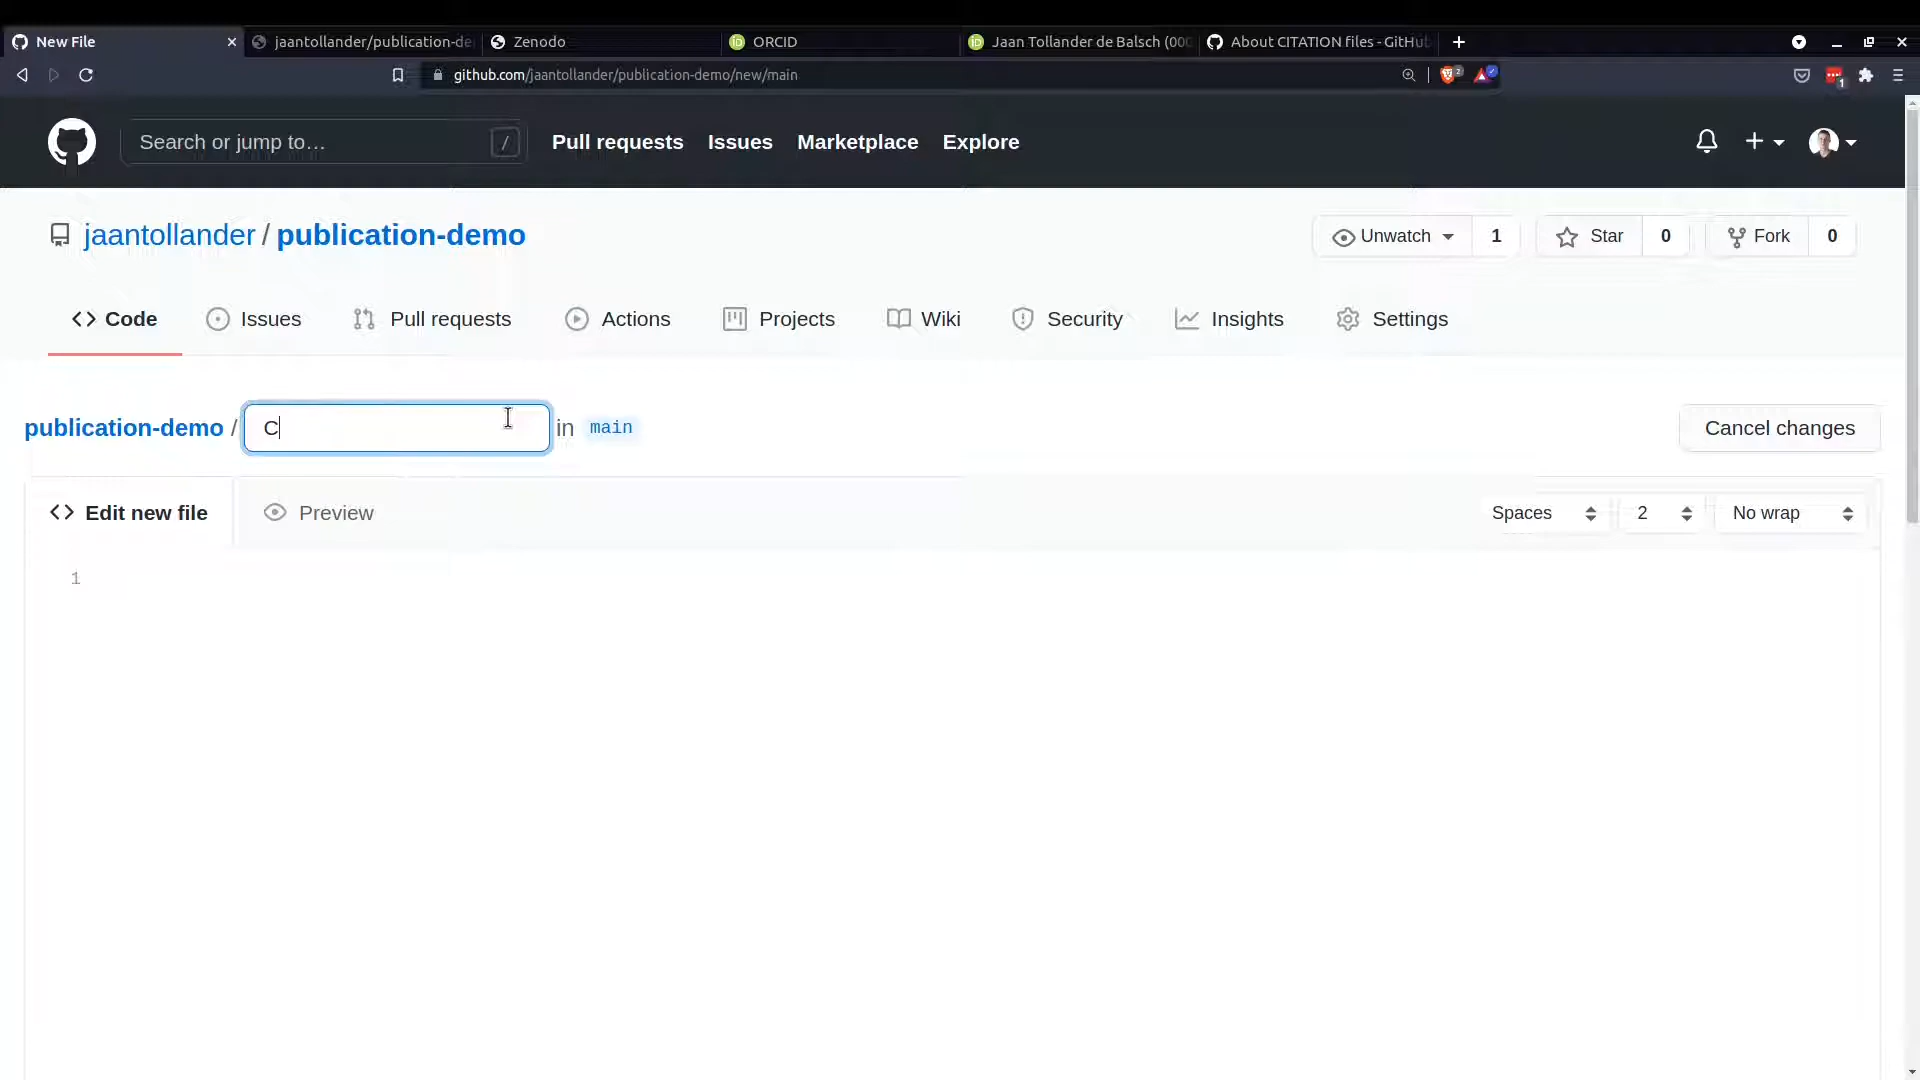 New File
jaantollander/publication-de
Zenodo
ORCID
Jaan Tollander de Balsch (000
About CITATION files - GitHu
github.com/jaantollander/publication-demo/new/main
2
1
Search or jump to…
/
Pull requests
Issues
Marketplace
Explore
jaantollander / publication-demo
Unwatch
1
Star
0
Fork
0
Code
Issues
Pull requests
Actions
Projects
Wiki
Security
Insights
Settings
publication-demo / C in main
Cancel changes
Edit new file
Preview
Spaces
2
No wrap
1